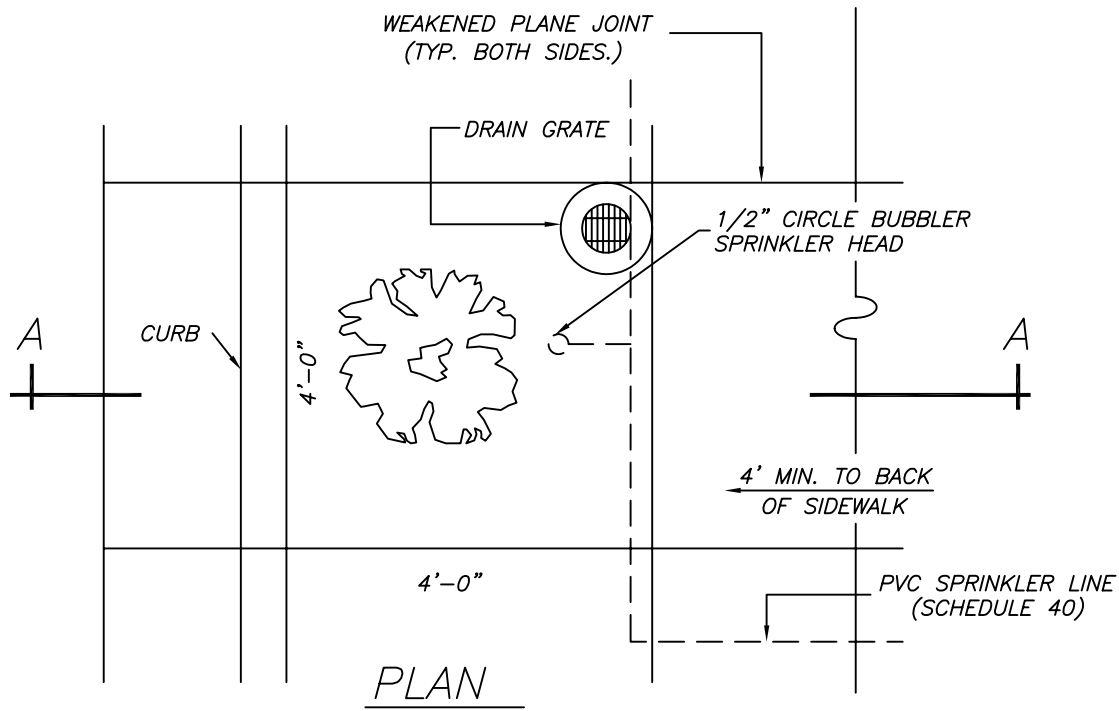 WEAKENED PLANE JOINT
(TYP. BOTH SIDES.)
DRAIN GRATE
1/2" CIRCLE BUBBLER
SPRINKLER HEAD
A
CURB
4'-0"
A
4' MIN. TO BACK
OF SIDEWALK
4'-0"
PVC SPRINKLER LINE
(SCHEDULE 40)
PLAN